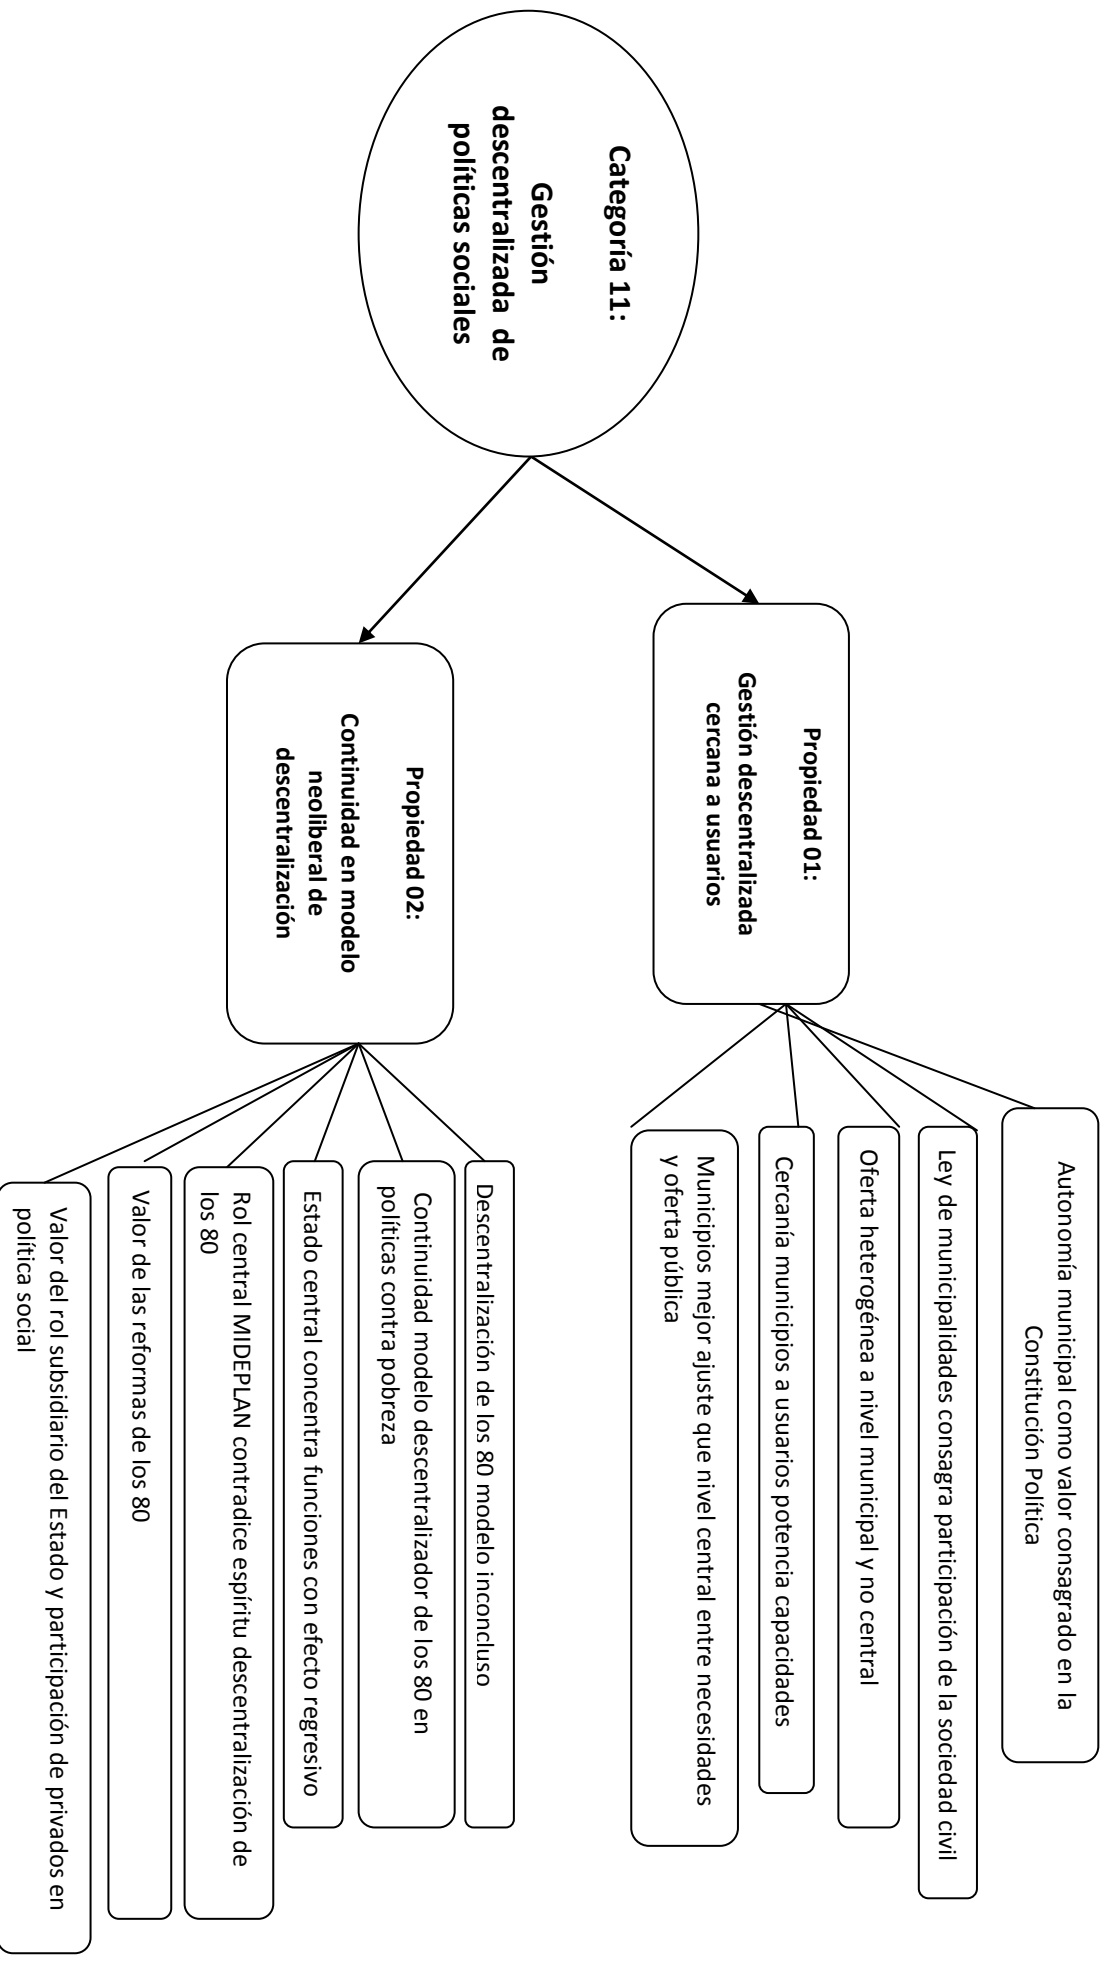 Categoría 11:
Gestión
descentralizada de
políticas sociales
Propiedad 01:
Gestión descentralizada
cercana a usuarios
Autonomía municipal como valor consagrado en la
Constitución Política
Ley de municipalidades consagra participación de la sociedad civil
Oferta heterogénea a nivel municipal y no central
Cercanía municipios a usuarios potencia capacidades
Municipios mejor ajuste que nivel central entre necesidades
y oferta pública
Propiedad 02:
Continuidad en modelo
neoliberal de
descentralización
Descentralización de los 80 modelo inconcluso
Continuidad modelo descentralizador de los 80 en
políticas contra pobreza
Estado central concentra funciones con efecto regresivo
Rol central MIDEPLAN contradice espíritu descentralización de
los 80
Valor de las reformas de los 80
Valor del rol subsidiario del Estado y participación de privados en
política social